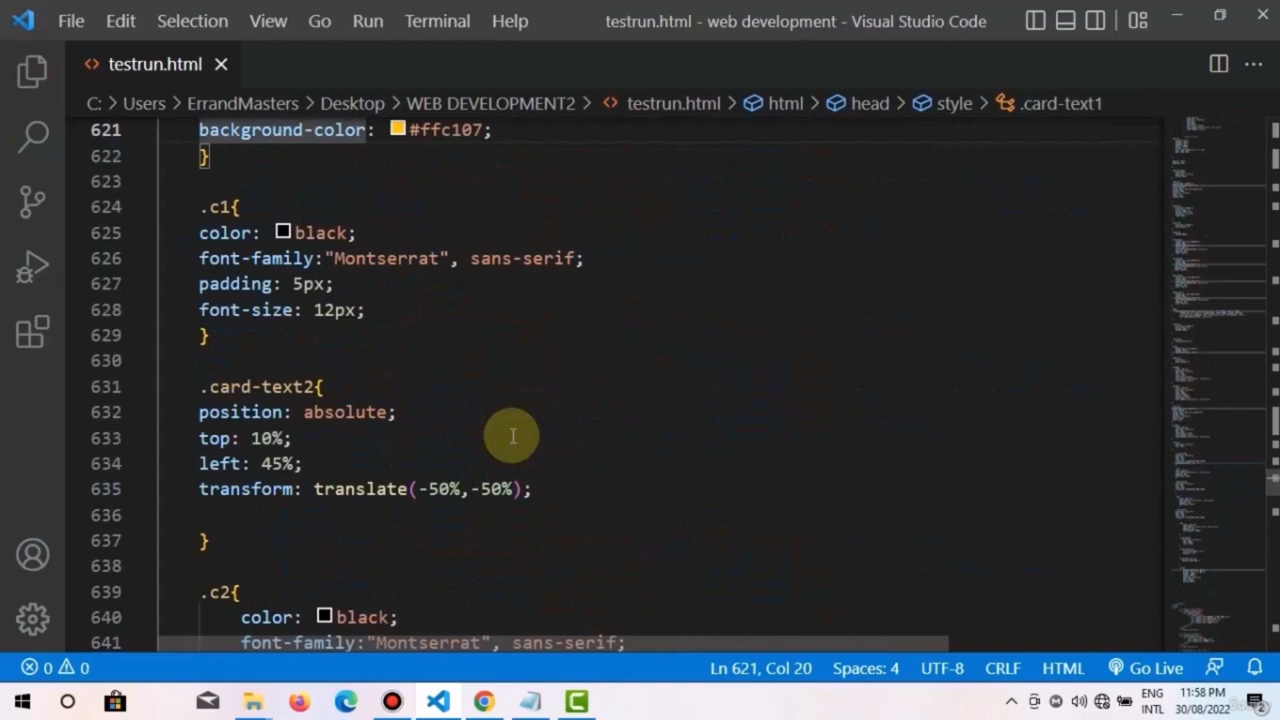 File Edit Selection View Go Run Terminal Help testrun.html - web development - Visual Studio Code
testrun.html
C: > Users > ErrandMasters > Desktop > WEB DEVELOPMENT2 > testrun.html > html > head > style > .card-text1
621 background-color: #ffc107;
622 }
623
624 .c1{
625 color: black;
626 font-family:"Montserrat", sans-serif;
627 padding: 5px;
628 font-size: 12px;
629 }
630
631 .card-text2{
632 position: absolute;
633 top: 10%;
634 left: 45%;
635 transform: translate(-50%,-50%);
636
637 }
638
639 .c2{
640 color: black;
641 font-family:"Montserrat", sans-serif;
0 0 Ln 621, Col 20 Spaces: 4 UTF-8 CRLF HTML Go Live
ENG 11:58 PM
INTL 30/08/2022